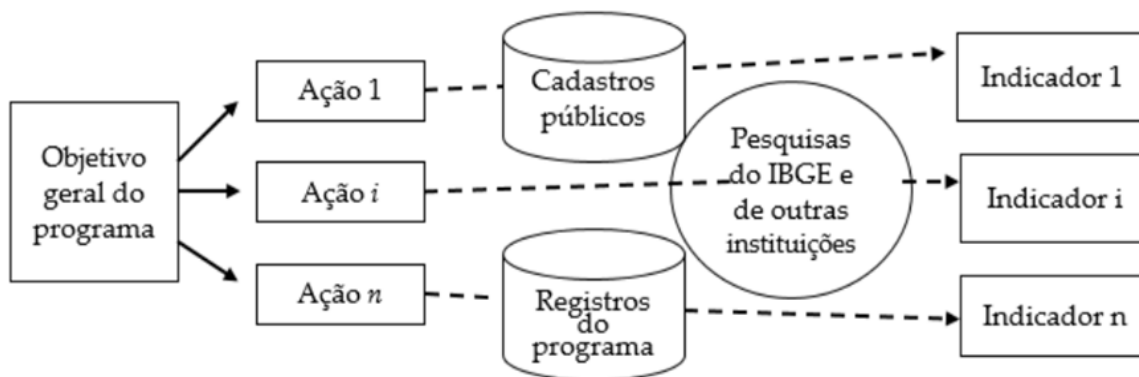 Objetivo
geral do
programa
Ação 1
Ação i
Ação n
Cadastros
públicos
Pesquisas
do IBGE e
de outras
instituições
Registros
do
programa
Indicador 1
Indicador i
Indicador n